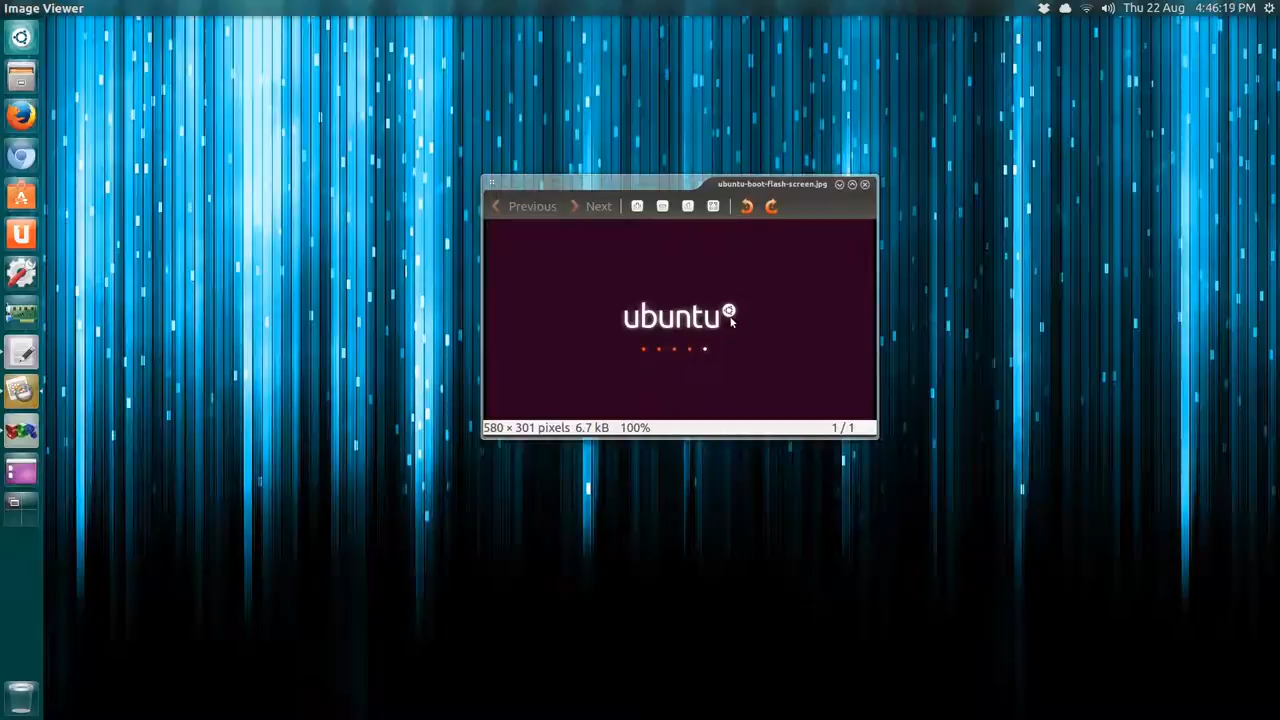 Image Viewer
Thu 22 Aug 4:46:19 PM
ubuntu-boot-flash-screen.jpg
Previous Next
ubuntu
580 × 301 pixels 6.7 kB 100% 1 / 1